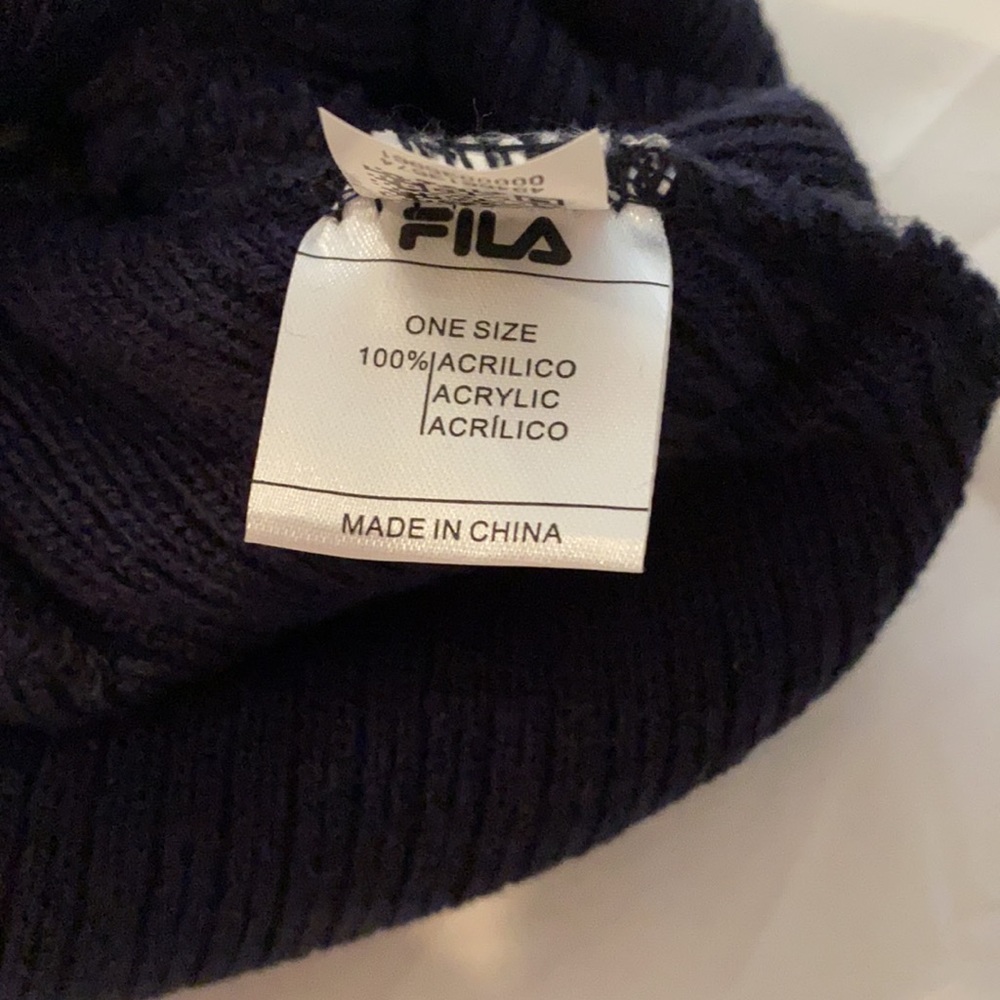 FILA
ONE SIZE
100% ACRILICO
ACRYLIC
ACRÍLICO
MADE IN CHINA